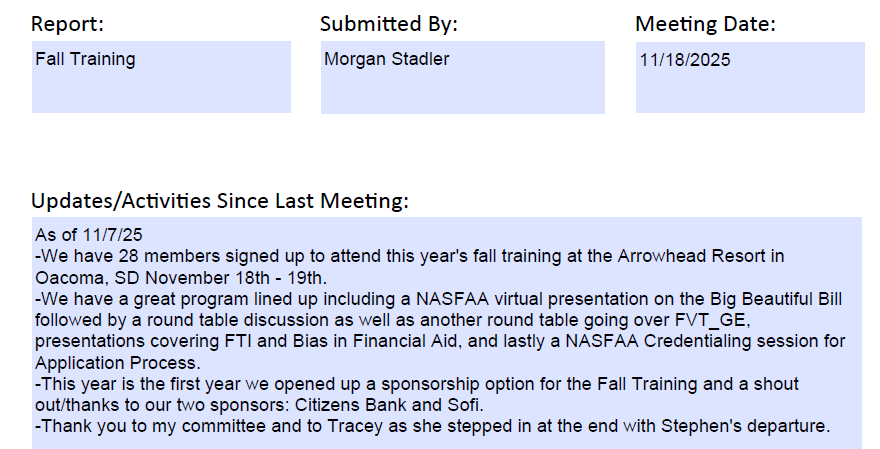 Report:
Submitted By:
Meeting Date:
Fall Training
Morgan Stadler
11/18/2025
Updates/Activities Since Last Meeting:
As of 11/7/25
-We have 28 members signed up to attend this year's fall training at the Arrowhead Resort in
Oacoma, SD November 18th - 19th.
-We have a great program lined up including a NASFAA virtual presentation on the Big Beautiful Bill
followed by a round table discussion as well as another round table going over FVT_GE,
presentations covering FTI and Bias in Financial Aid, and lastly a NASFAA Credentialing session for
Application Process.
-This year is the first year we opened up a sponsorship option for the Fall Training and a shout
out/thanks to our two sponsors: Citizens Bank and Sofi.
-Thank you to my committee and to Tracey as she stepped in at the end with Stephen's departure.